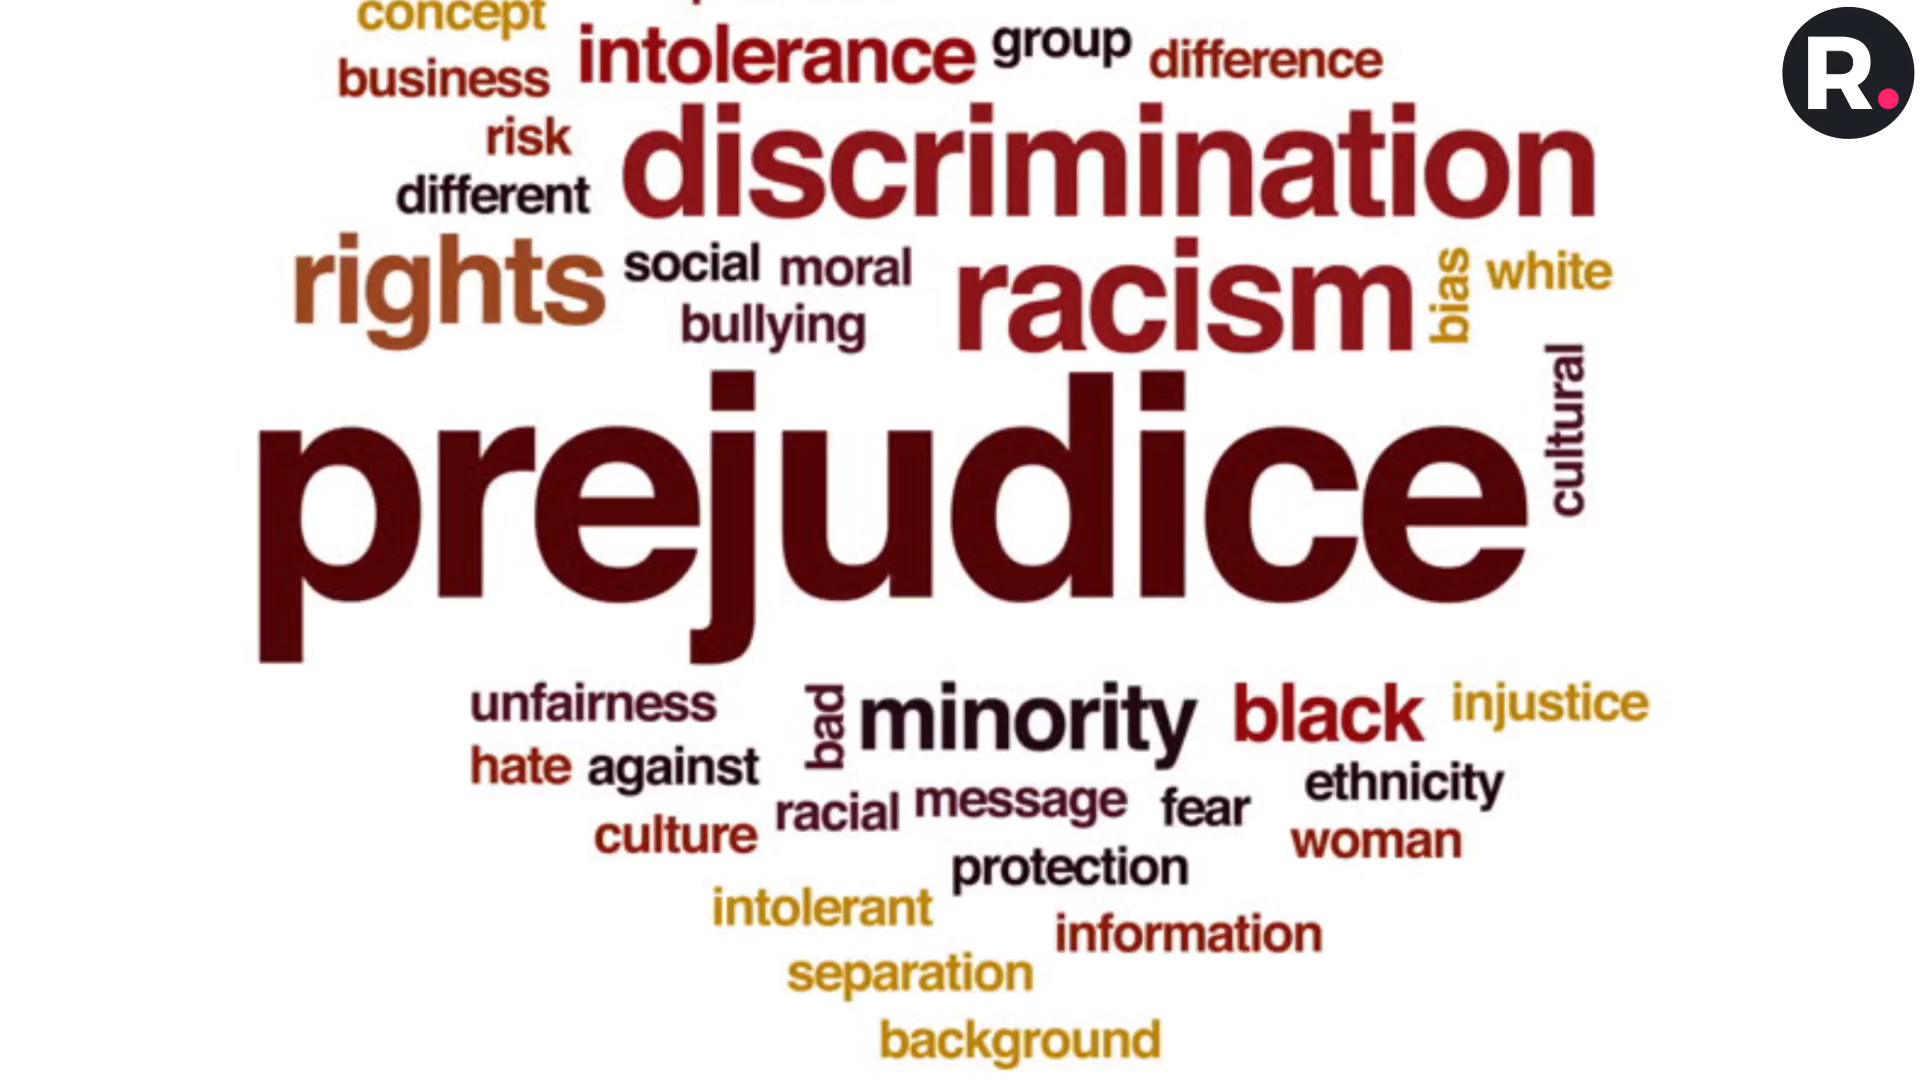 concept
intolerance group difference
business
risk
discrimination
different
rights social moral racism bias white
bullying
cultural
prejudice
unfairness bad minority black injustice
hate against
racial message fear ethnicity
culture woman
protection
intolerant
information
separation
background
R.